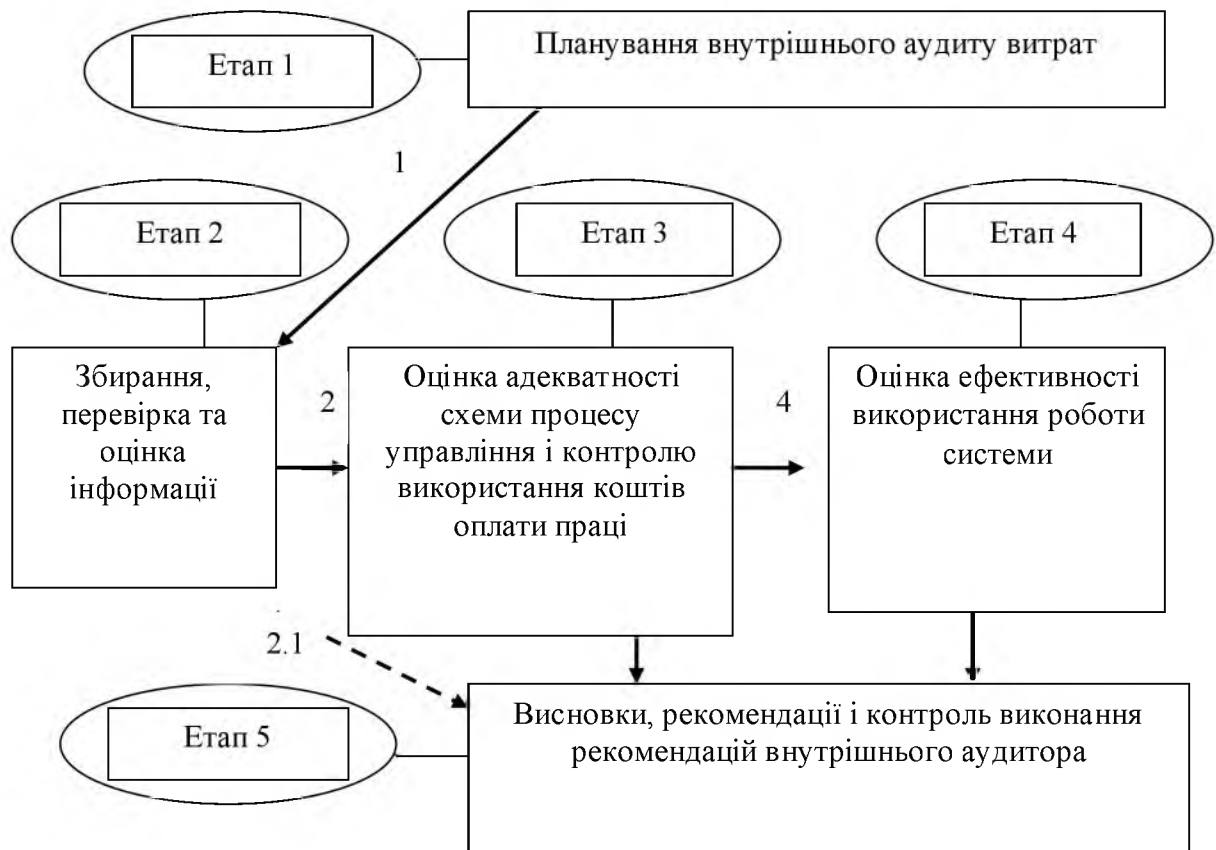 Етап 1
Планування внутрішнього аудиту витрат
1
Етап 2
Етап 3
Етап 4
Збирання,
перевірка та
оцінка
інформації
2
Оцінка адекватності
схеми процесу
управління і контролю
використання коштів
оплати праці
4
Оцінка ефективності
використання роботи
системи
2.1
Етап 5
Висновки, рекомендації і контроль виконання
рекомендацій внутрішнього аудитора